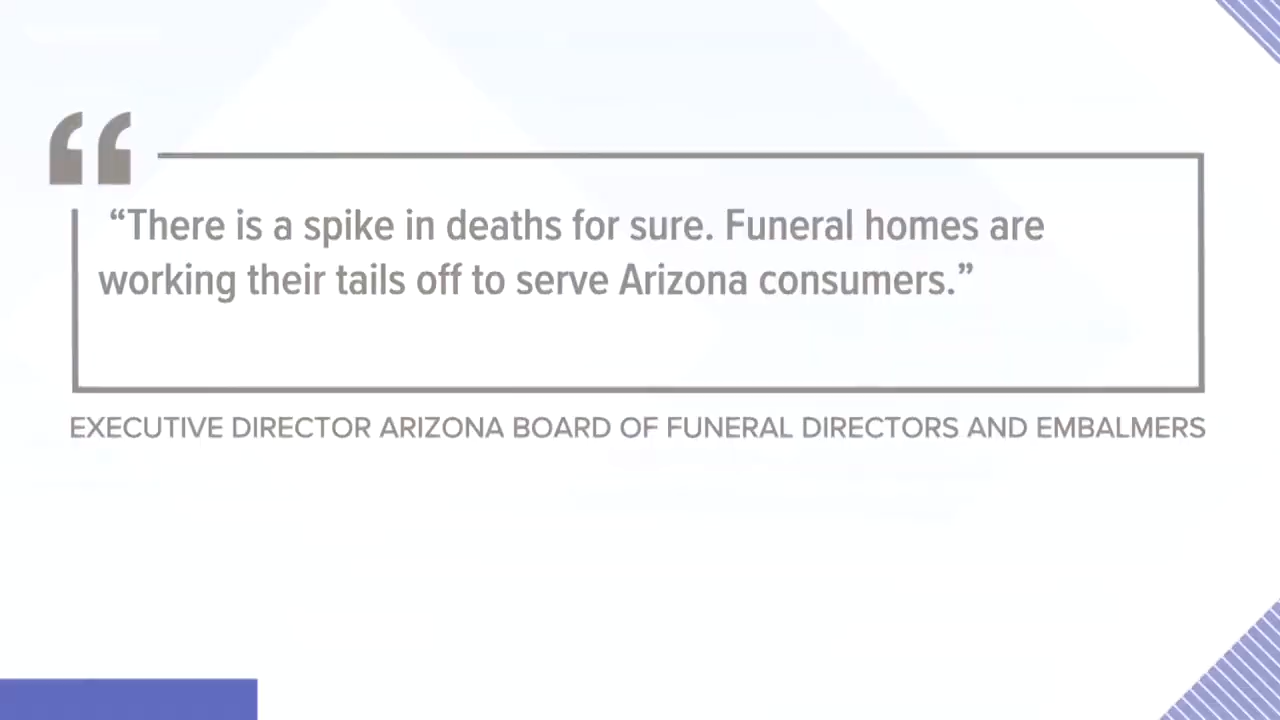 “There is a spike in deaths for sure. Funeral homes are
working their tails off to serve Arizona consumers.”
EXECUTIVE DIRECTOR ARIZONA BOARD OF FUNERAL DIRECTORS AND EMBALMERS